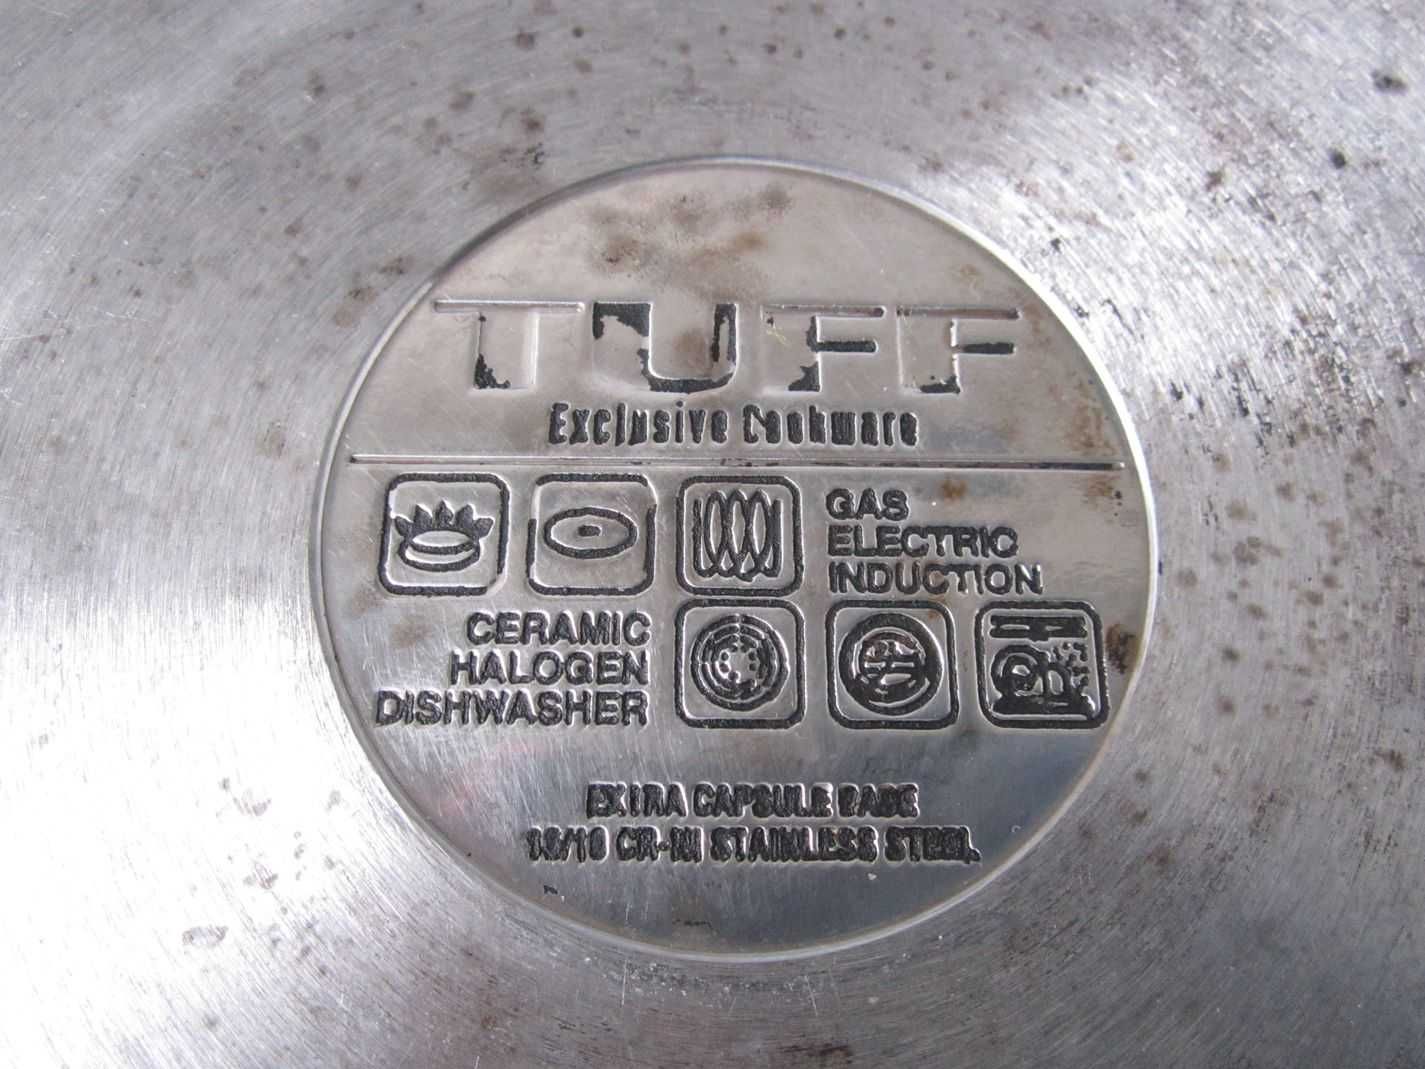 TUFF
Exclusive Cookware
GAS
ELECTRIC
INDUCTION
CERAMIC
HALOGEN
DISHWASHER
EXTRA CAPSULE BASE
18/10 CR-NI STAINLESS STEEL